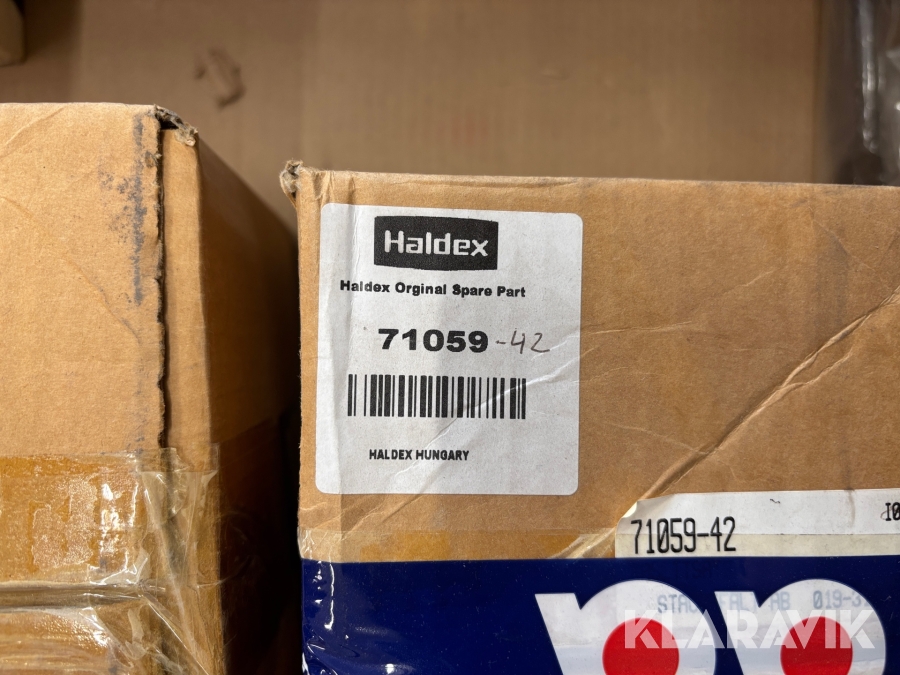 Haldex
Haldex Orginal Spare Part
71059-42
HALDEX HUNGARY
71059-42
KLARAVIK